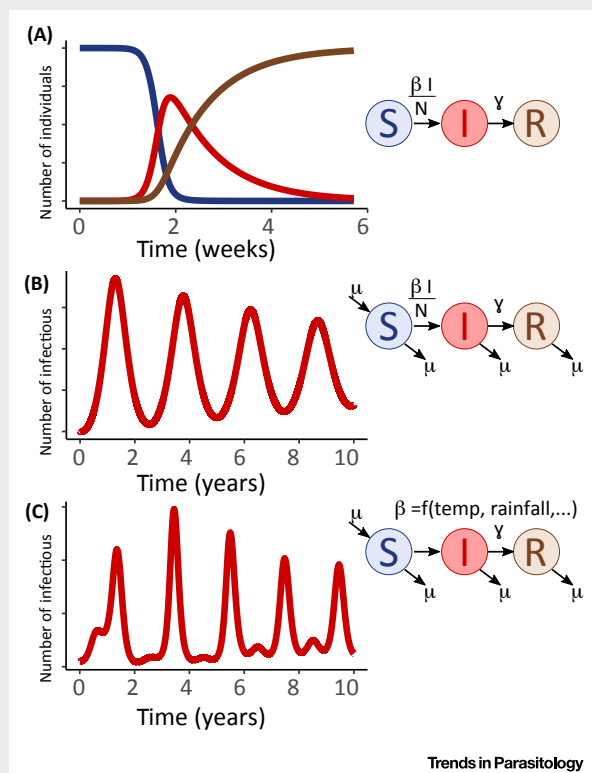 (A)
Number of individuals
0 2 4 6
Time (weeks)
β I
N
γ
S I R
(B)
Number of infectious
0 2 4 6 8 10
Time (years)
μ
β I
N
γ
S I R
μ μ μ
(C)
Number of infectious
0 2 4 6 8 10
Time (years)
β =f(temp, rainfall,...)
μ
γ
S I R
μ μ μ
Trends in Parasitology